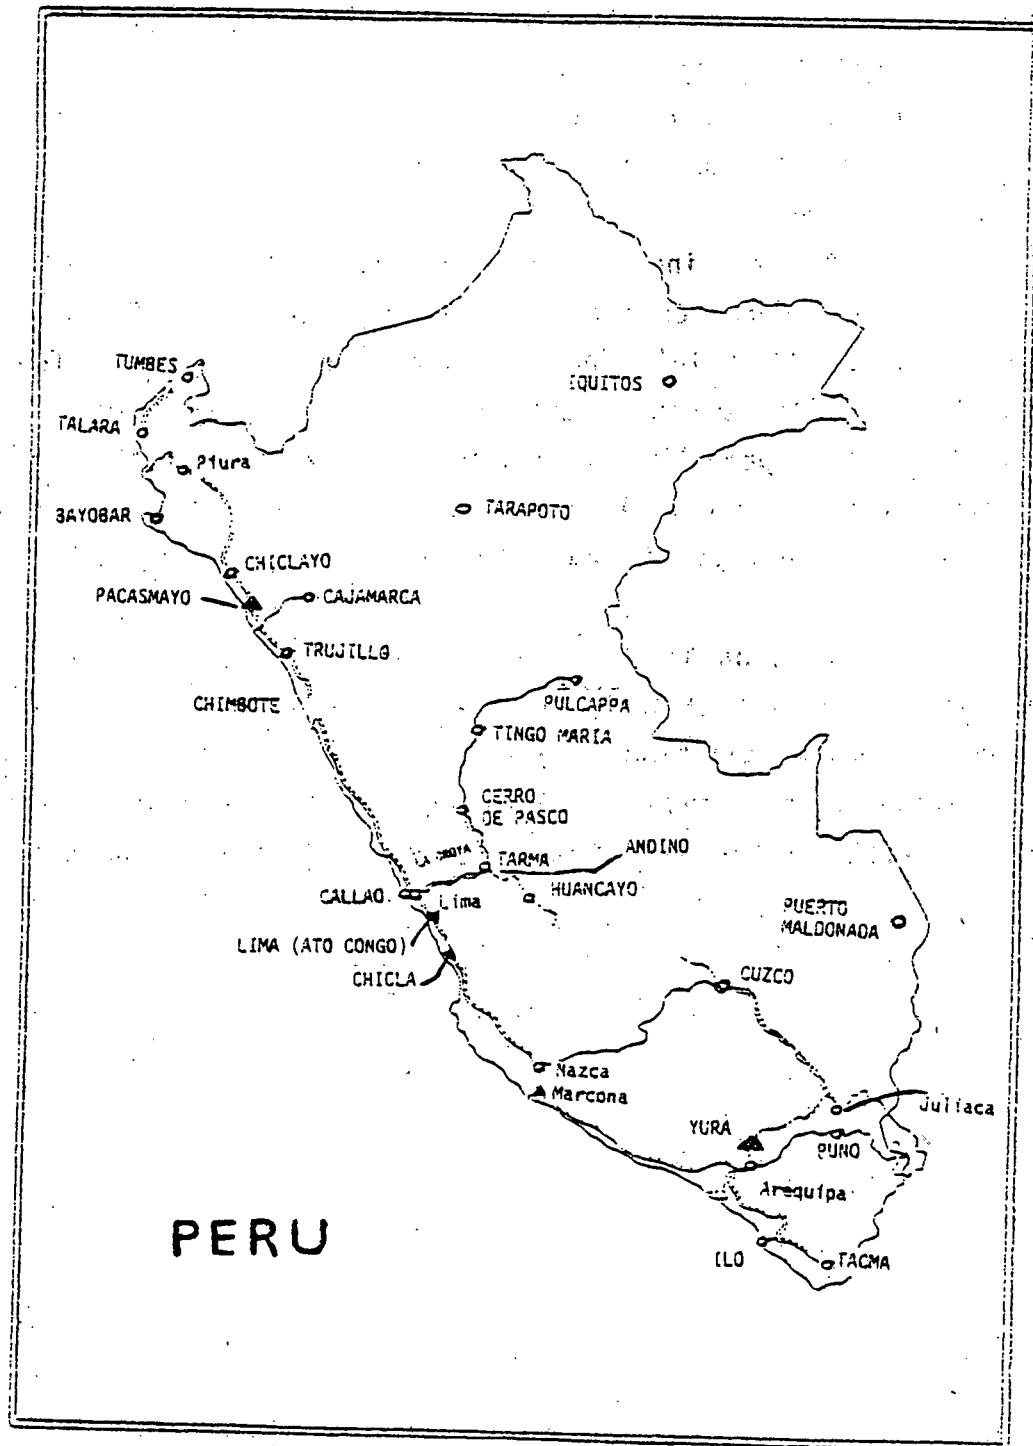 TUMBES
IQUITOS
TALARA
Piura
BAYOBAR
TARAPOTO
CHICLAYO
PACASMAYO
CAJAMARCA
TRUJILLO
CHIMBOTE
PULCAPPA
TINGO MARIA
CERRO
DE PASCO
LA OROYA
TARMA
ANDINO
CALLAO
Lima
HUANCAYO
PUERTO
MALDONADA
LIMA (ATO CONGO)
CHICLA
CUZCO
Nazca
Marcona
Juliaca
YURA
PUNO
Arequipa
PERU
ILO
TACMA